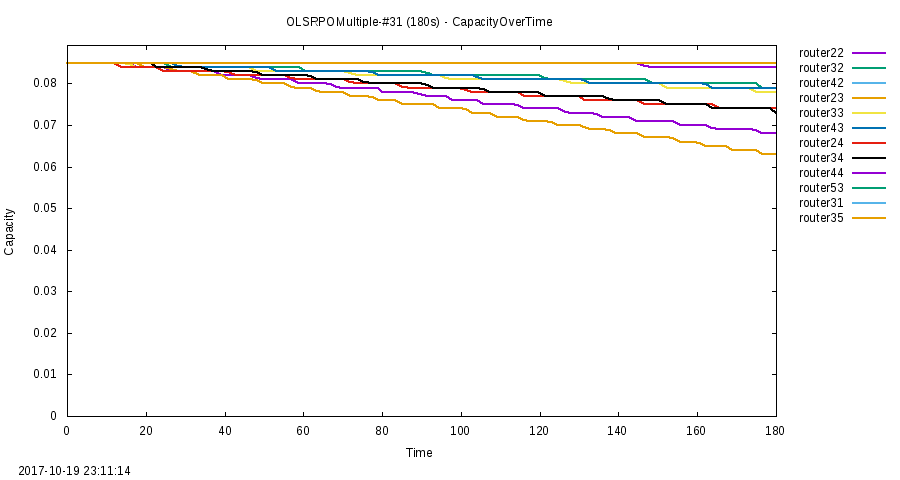 OLSRPOMultiple-#31 (180s) - CapacityOverTime
router22
router32
router42
router23
router33
router43
router24
router34
router44
router53
router31
router35
Capacity
0.08
0.07
0.06
0.05
0.04
0.03
0.02
0.01
0
0 20 40 60 80 100 120 140 160 180
Time
2017-10-19 23:11:14